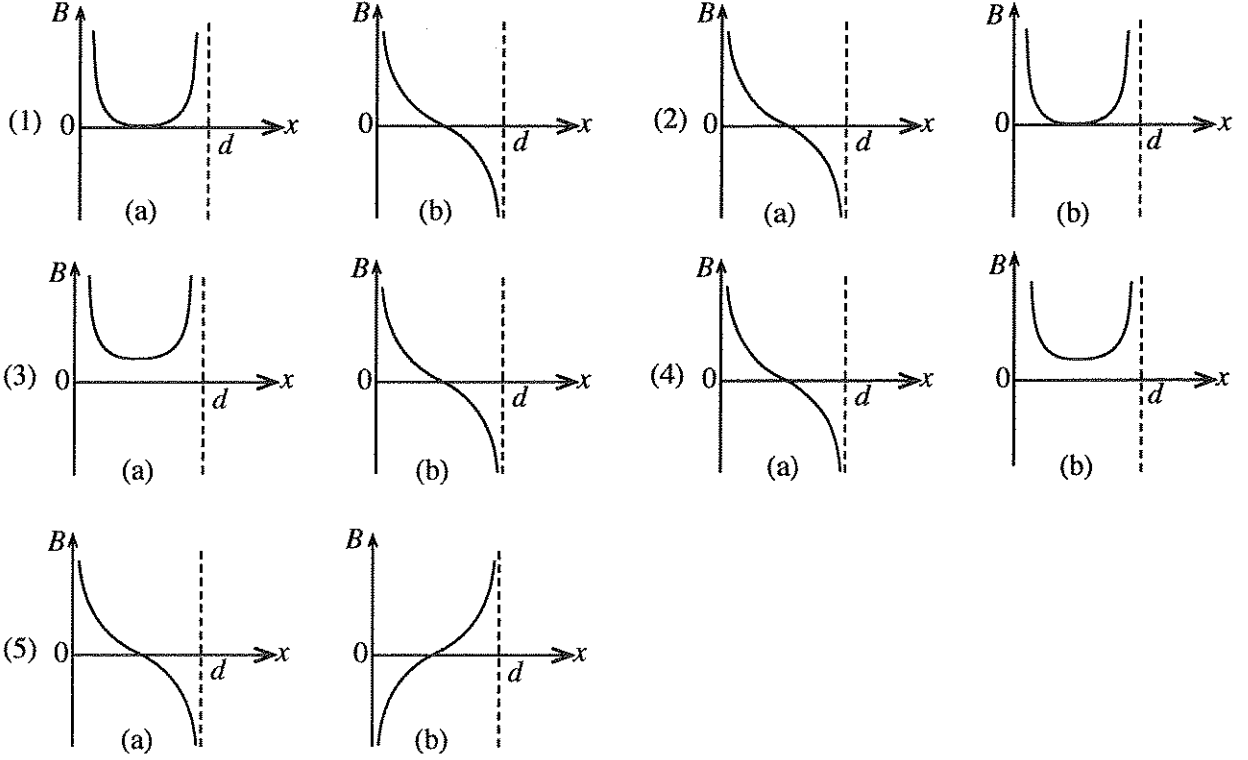 B B B B
(1) 0 x 0 x (2) 0 x 0 x
d d d d
(a) (b) (a) (b)
B B B B
(3) 0 x 0 x (4) 0 x 0 x
d d d d
(a) (b) (a) (b)
B B
(5) 0 x 0 x
d d
(a) (b)